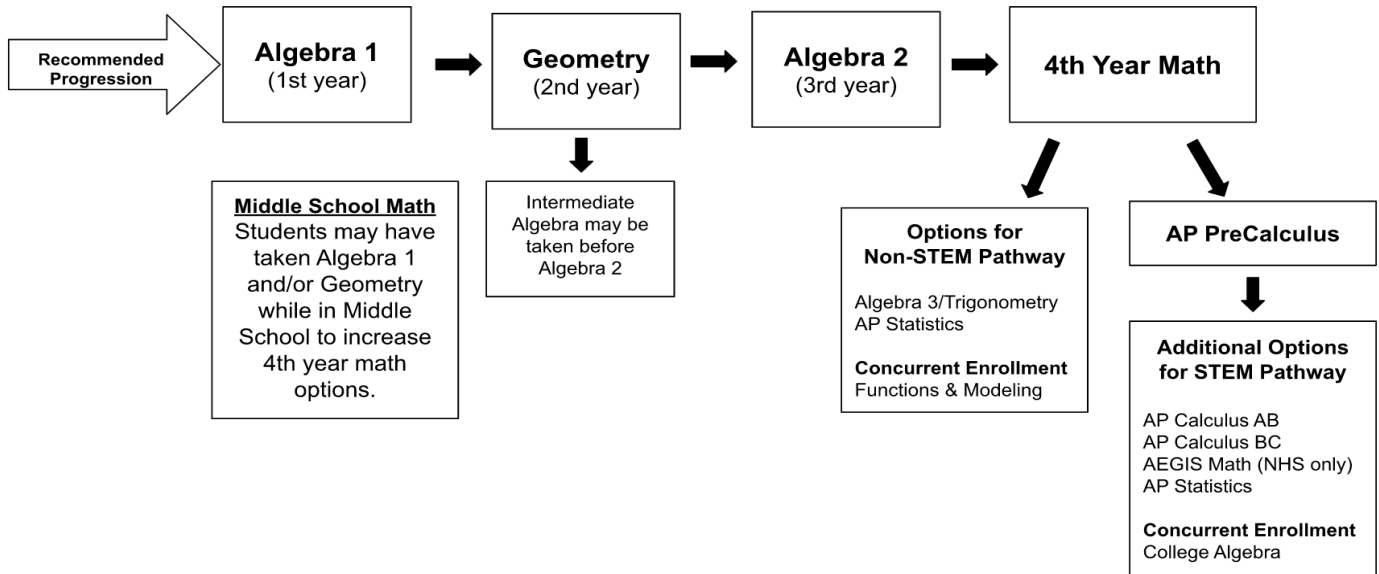 Recommended
Progression
Algebra 1
(1st year)
Geometry
(2nd year)
Algebra 2
(3rd year)
4th Year Math
Middle School Math
Students may have
taken Algebra 1
and/or Geometry
while in Middle
School to increase
4th year math
options.
Intermediate
Algebra may be
taken before
Algebra 2
Options for
Non-STEM Pathway
Algebra 3/Trigonometry
AP Statistics
Concurrent Enrollment
Functions & Modeling
AP PreCalculus
Additional Options
for STEM Pathway
AP Calculus AB
AP Calculus BC
AEGIS Math (NHS only)
AP Statistics
Concurrent Enrollment
College Algebra